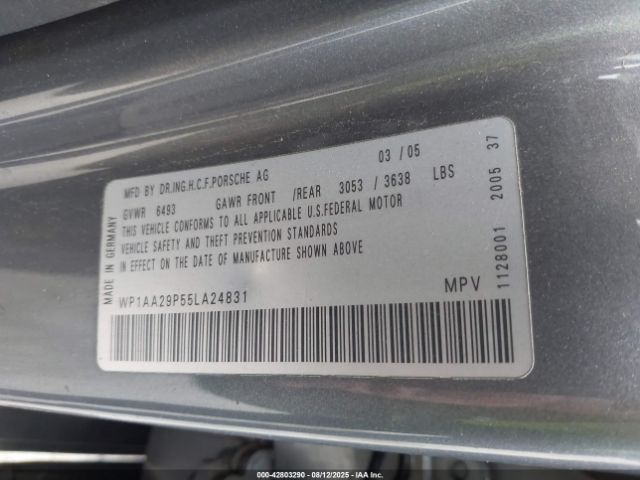 03 / 05
MFD BY DR.ING.H.C.F.PORSCHE AG
GVWR 6493 GAWR FRONT /REAR 3053 / 3638 LBS
THIS VEHICLE CONFORMS TO ALL APPLICABLE U.S.FEDERAL MOTOR
VEHICLE SAFETY AND THEFT PREVENTION STANDARDS
IN EFFECT ON THE DATE OF MANUFACTURE SHOWN ABOVE
WP1AA29P55LA24831 MPV
MADE IN GERMANY
1128001 2005 37
000-42803290 - 08/12/2025 - IAAI.COM